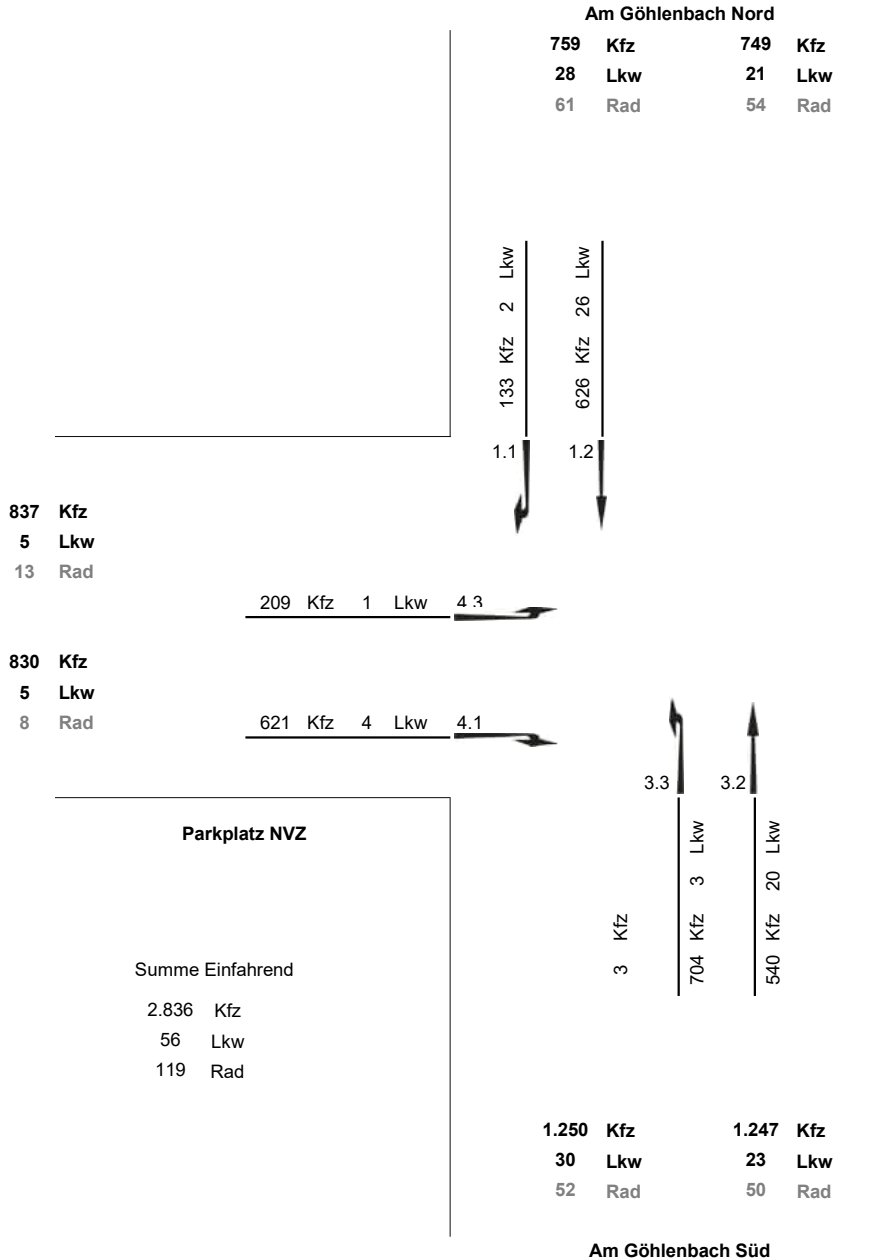 Am Göhlenbach Nord
759 Kfz 749 Kfz
28 Lkw 21 Lkw
61 Rad 54 Rad
133 Kfz 2 Lkw
626 Kfz 26 Lkw
1.1 1.2
837 Kfz
5 Lkw
13 Rad
209 Kfz 1 Lkw 4.3
830 Kfz
5 Lkw
8 Rad
621 Kfz 4 Lkw 4.1
3.3 3.2
3 Kfz
704 Kfz 3 Lkw
540 Kfz 20 Lkw
Parkplatz NVZ
Summe Einfahrend
2.836 Kfz
56 Lkw
119 Rad
1.250 Kfz 1.247 Kfz
30 Lkw 23 Lkw
52 Rad 50 Rad
Am Göhlenbach Süd